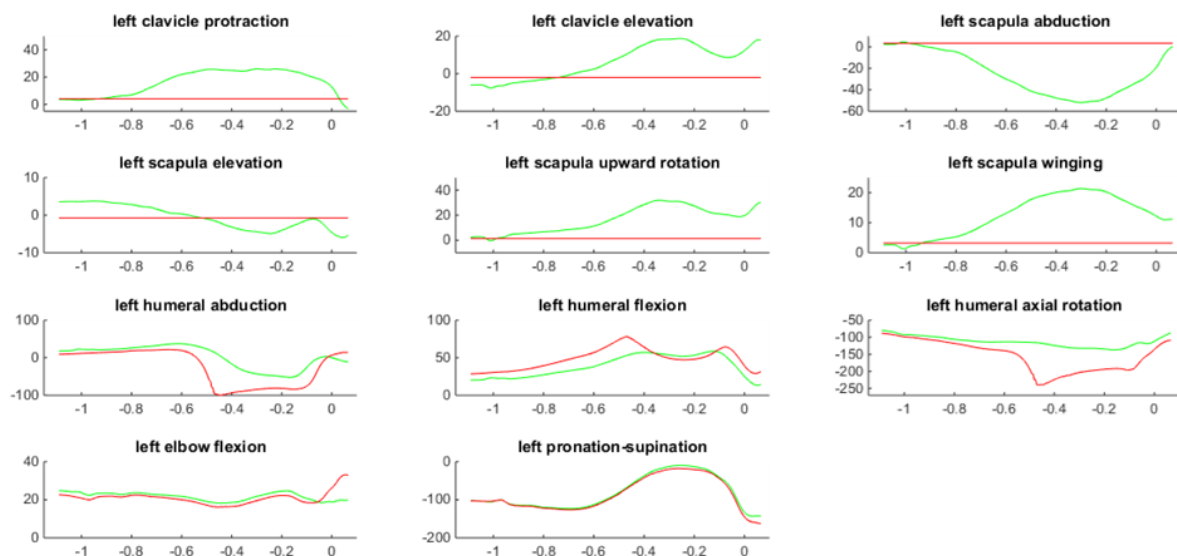 left clavicle protraction
left clavicle elevation
left scapula abduction
40
20
0
-1 -0.8 -0.6 -0.4 -0.2 0
20
0
-20
-1 -0.8 -0.6 -0.4 -0.2 0
0
-20
-40
-60
-1 -0.8 -0.6 -0.4 -0.2 0
left scapula elevation
left scapula upward rotation
left scapula winging
10
0
-10
-1 -0.8 -0.6 -0.4 -0.2 0
40
20
0
-1 -0.8 -0.6 -0.4 -0.2 0
20
10
0
-1 -0.8 -0.6 -0.4 -0.2 0
left humeral abduction
left humeral flexion
left humeral axial rotation
100
0
-100
-1 -0.8 -0.6 -0.4 -0.2 0
100
50
0
-1 -0.8 -0.6 -0.4 -0.2 0
-50
-100
-150
-200
-250
-1 -0.8 -0.6 -0.4 -0.2 0
left elbow flexion
left pronation-supination
40
20
0
-1 -0.8 -0.6 -0.4 -0.2 0
0
-100
-200
-1 -0.8 -0.6 -0.4 -0.2 0